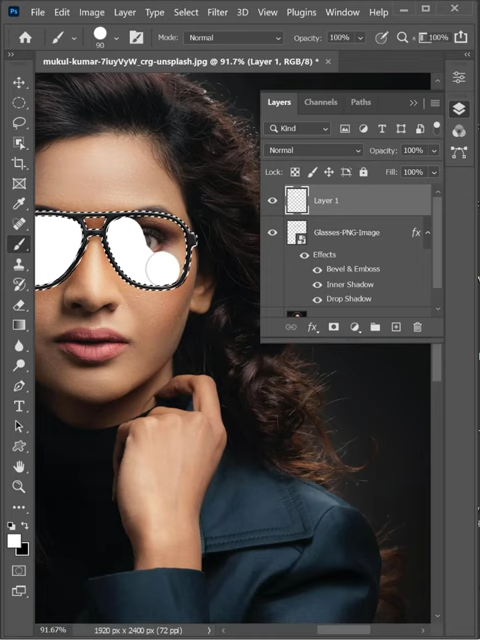 Ps File Edit Image Layer Type Select Filter 3D View Plugins Window Help
90 Mode: Normal Opacity: 100% 100%
mukul-kumar-7iuyVyW_crg-unsplash.jpg @ 91.7% (Layer 1, RGB/8) *
Layers Channels Paths
Kind
Normal Opacity: 100%
Lock: Fill: 100%
Layer 1
Glasses-PNG-Image fx
Effects
Bevel & Emboss
Inner Shadow
Drop Shadow
fx
T
91.67% 1920 px x 2400 px (72 ppi)